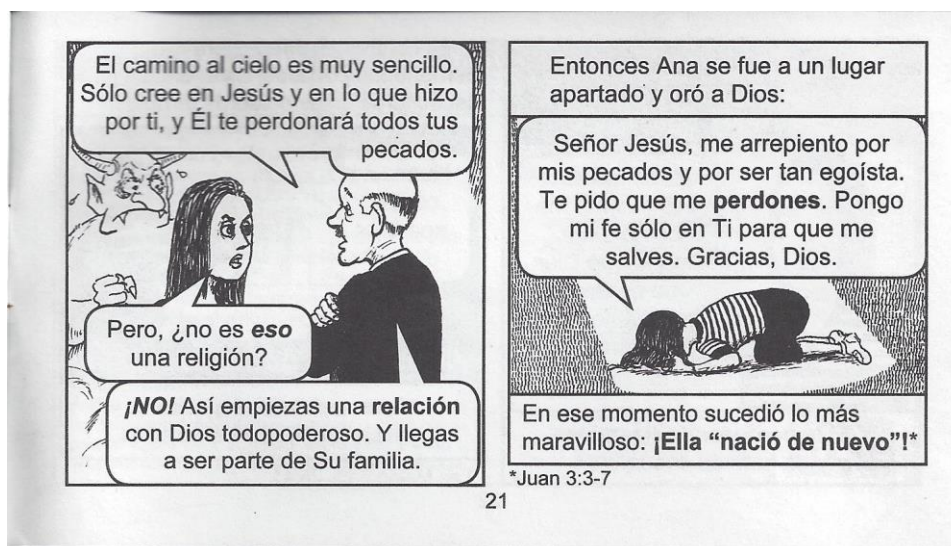 El camino al cielo es muy sencillo.
Sólo cree en Jesús y en lo que hizo
por ti, y Él te perdonará todos tus
pecados.
Pero, ¿no es eso
una religión?
¡NO! Así empiezas una relación
con Dios todopoderoso. Y llegas
a ser parte de Su familia.
Entonces Ana se fue a un lugar
apartado y oró a Dios:
Señor Jesús, me arrepiento por
mis pecados y por ser tan egoísta.
Te pido que me perdones. Pongo
mi fe sólo en Ti para que me
salves. Gracias, Dios.
En ese momento sucedió lo más
maravilloso: ¡Ella “nació de nuevo”!*
*Juan 3:3-7
21